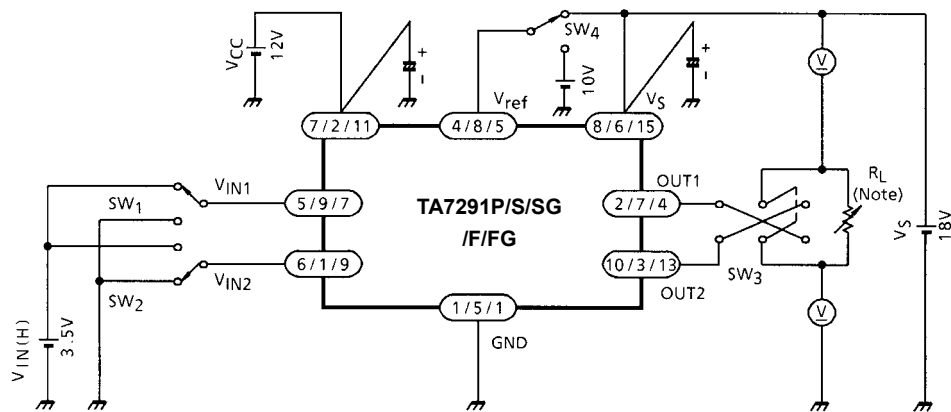 VCC
12V
SW4
10V
Vref
VS
7 / 2 / 11
4 / 8 / 5
8 / 6 / 15
+
-
+
-
V
VIN1
SW1
5 / 9 / 7
TA7291P/S/SG
/F/FG
OUT1
2 / 7 / 4
RL
(Note)
VS
18V
SW2
VIN2
6 / 1 / 9
10 / 3 / 13
OUT2
SW3
1 / 5 / 1
GND
V
VIN(H)
3.5V